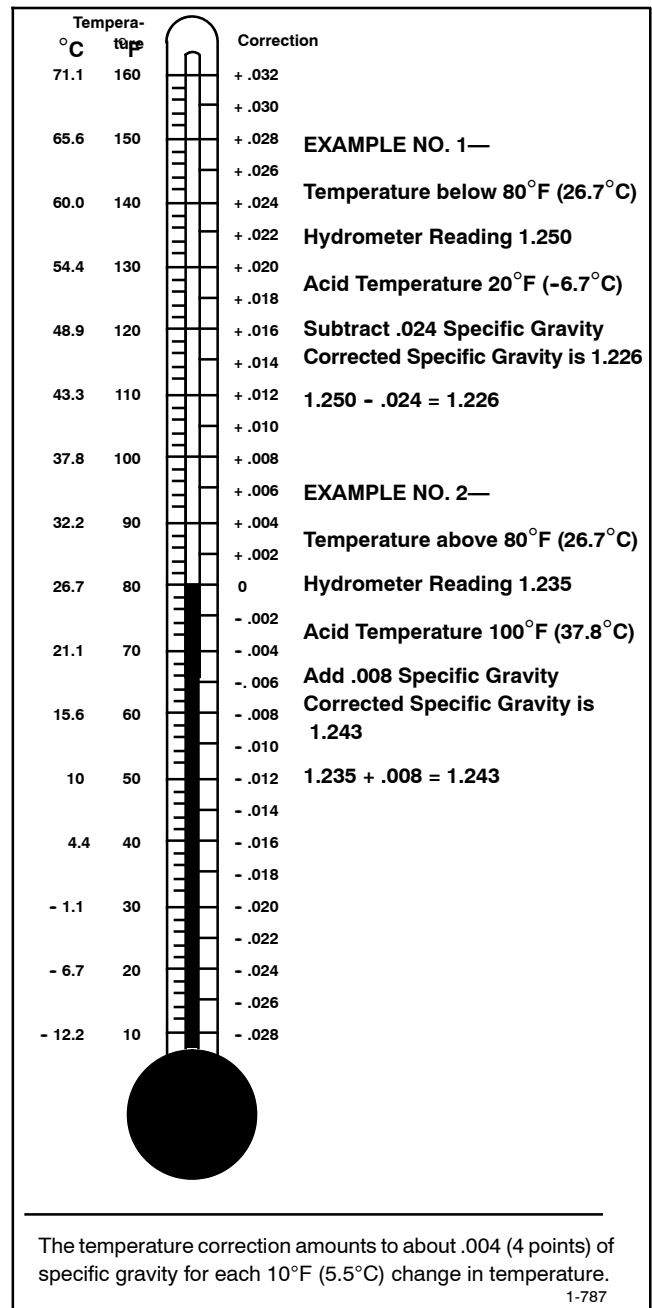 Tempera-
ture
°C °F Correction
71.1 160 + .032
+ .030
65.6 150 + .028
+ .026
60.0 140 + .024
+ .022
54.4 130 + .020
+ .018
48.9 120 + .016
+ .014
43.3 110 + .012
+ .010
37.8 100 + .008
+ .006
32.2 90 + .004
+ .002
26.7 80 0
- .002
21.1 70 - .004
-. 006
15.6 60 - .008
- .010
10 50 - .012
- .014
4.4 40 - .016
- .018
- 1.1 30 - .020
- .022
- 6.7 20 - .024
- .026
- 12.2 10 - .028
EXAMPLE NO. 1—
Temperature below 80°F (26.7°C)
Hydrometer Reading 1.250
Acid Temperature 20°F (-6.7°C)
Subtract .024 Specific Gravity
Corrected Specific Gravity is 1.226
1.250 - .024 = 1.226
EXAMPLE NO. 2—
Temperature above 80°F (26.7°C)
Hydrometer Reading 1.235
Acid Temperature 100°F (37.8°C)
Add .008 Specific Gravity
Corrected Specific Gravity is
1.243
1.235 + .008 = 1.243
The temperature correction amounts to about .004 (4 points) of
specific gravity for each 10°F (5.5°C) change in temperature.
1-787